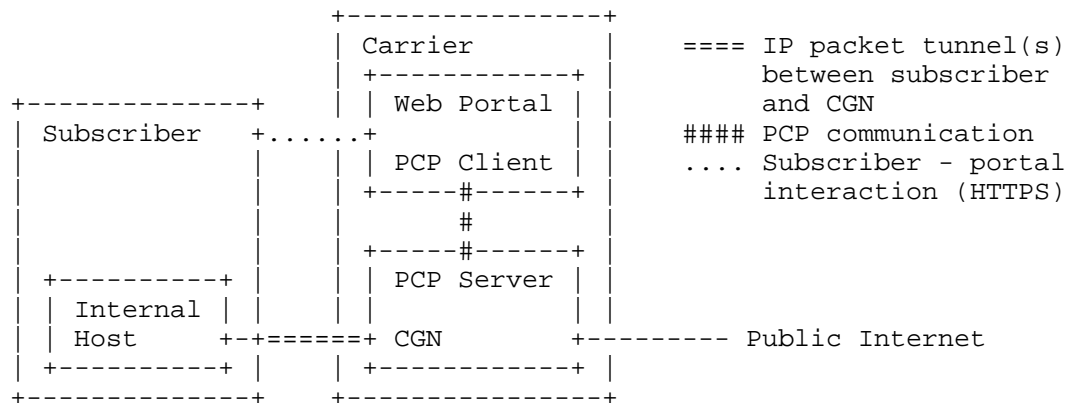 Carrier
==== IP packet tunnel(s)
between subscriber
Web Portal
and CGN
Subscriber
#### PCP communication
PCP Client
.... Subscriber - portal
interaction (HTTPS)
PCP Server
Internal
Host
CGN
Public Internet